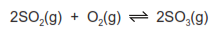 2SO₂(g) + O₂(g) ⇌ 2SO₃(g)